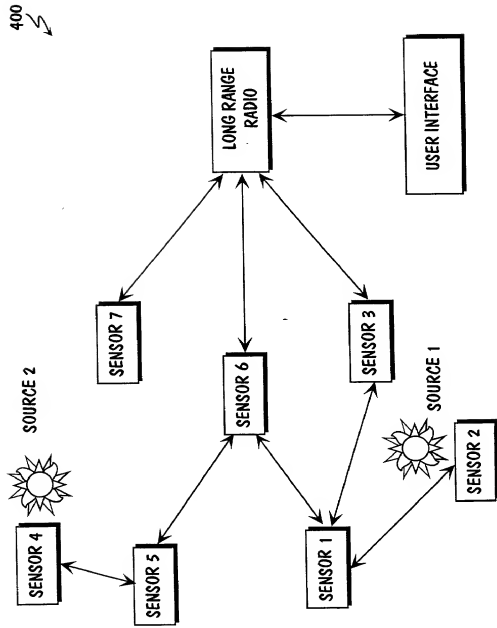 400
SOURCE 2
SENSOR 4
SENSOR 5
SENSOR 7
SENSOR 6
LONG RANGE
RADIO
SENSOR 1
SENSOR 3
SOURCE 1
SENSOR 2
USER INTERFACE